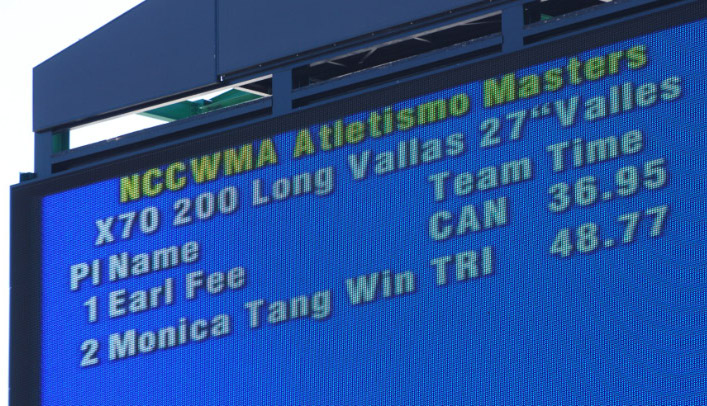 NCCWMA Atletismo Masters
X70 200 Long Vallas 27“Valles
Pl Name Team Time
1 Earl Fee CAN 36.95
2 Monica Tang Win TRI 48.77